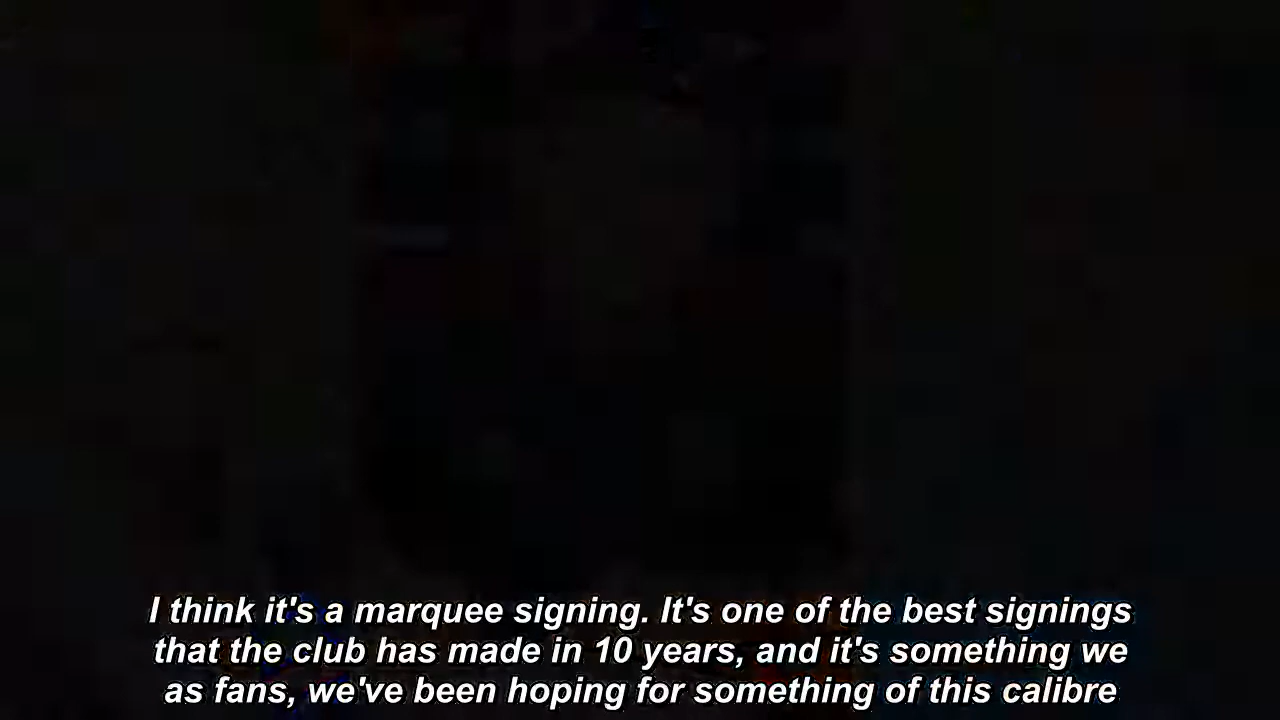 I think it's a marquee signing. It's one of the best signings
that the club has made in 10 years, and it's something we
as fans, we've been hoping for something of this calibre